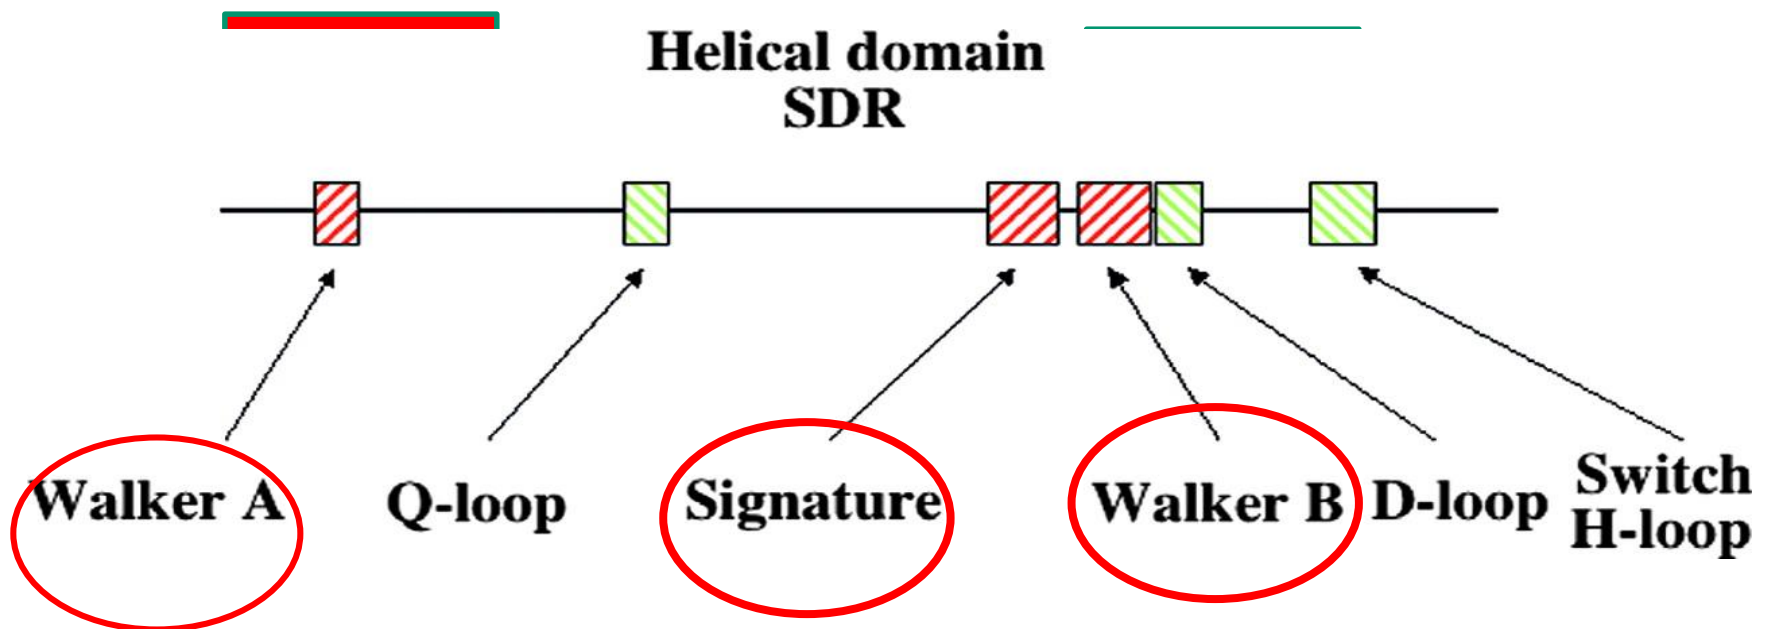 Helical domain
SDR
Walker A
Q-loop
Signature
Walker B
D-loop
Switch
H-loop